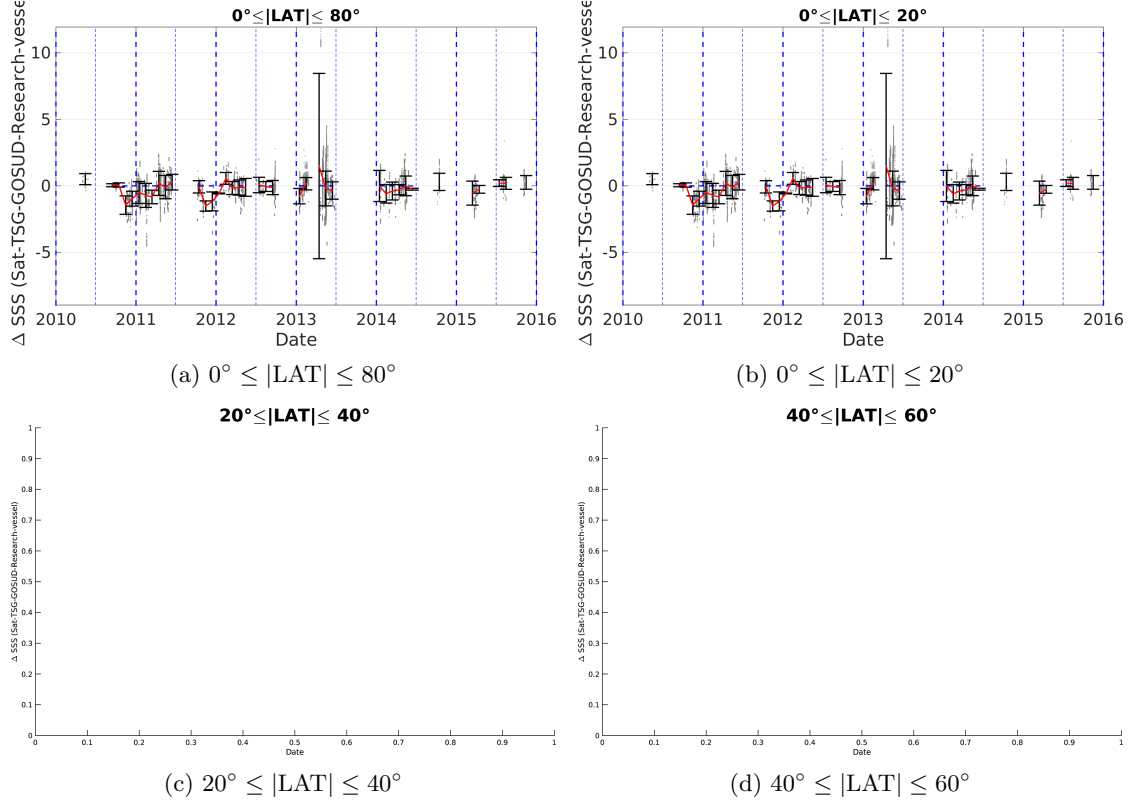 0°≤|LAT|≤ 80°
Δ SSS (Sat-TSG-GOSUD-Research-vesse
10
5
0
-5
2010 2011 2012 2013 2014 2015 2016
Date
(a) 0° ≤ |LAT| ≤ 80°
0°≤|LAT|≤ 20°
Δ SSS (Sat-TSG-GOSUD-Research-vesse
10
5
0
-5
2010 2011 2012 2013 2014 2015 2016
Date
(b) 0° ≤ |LAT| ≤ 20°
20°≤|LAT|≤ 40°
Δ SSS (Sat-TSG-GOSUD-Research-vessel)
1
0.9
0.8
0.7
0.6
0.5
0.4
0.3
0.2
0.1
0
0 0.1 0.2 0.3 0.4 0.5 0.6 0.7 0.8 0.9 1
Date
(c) 20° ≤ |LAT| ≤ 40°
40°≤|LAT|≤ 60°
Δ SSS (Sat-TSG-GOSUD-Research-vessel)
1
0.9
0.8
0.7
0.6
0.5
0.4
0.3
0.2
0.1
0
0 0.1 0.2 0.3 0.4 0.5 0.6 0.7 0.8 0.9 1
Date
(d) 40° ≤ |LAT| ≤ 60°